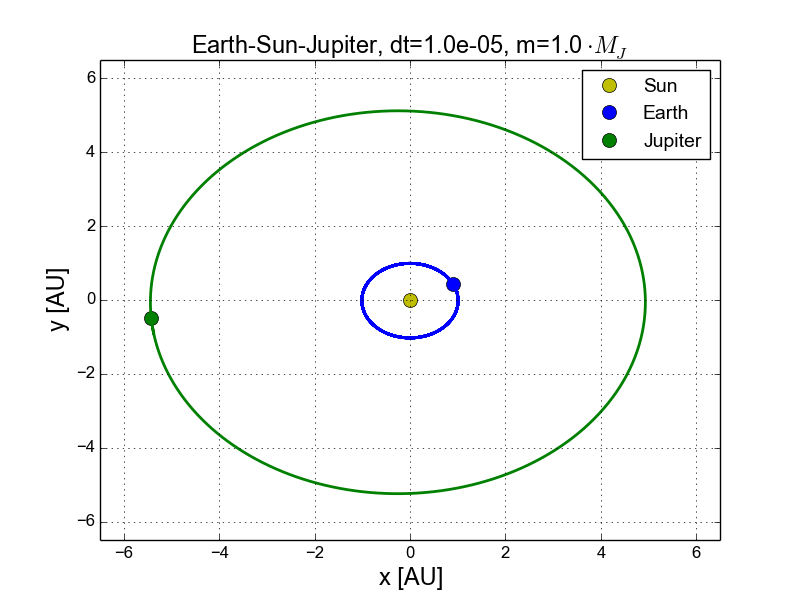 Earth-Sun-Jupiter, dt=1.0e-05, m=1.0 ·M_J
Sun
Earth
Jupiter
6
4
2
0
−2
−4
−6
y [AU]
−6 −4 −2 0 2 4 6
x [AU]